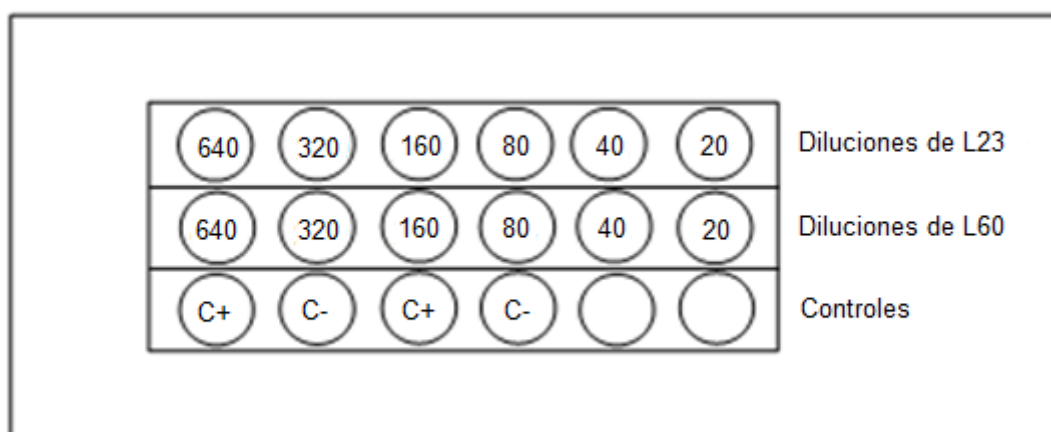 640 320 160 80 40 20 Diluciones de L23
640 320 160 80 40 20 Diluciones de L60
C+ C- C+ C- Controles